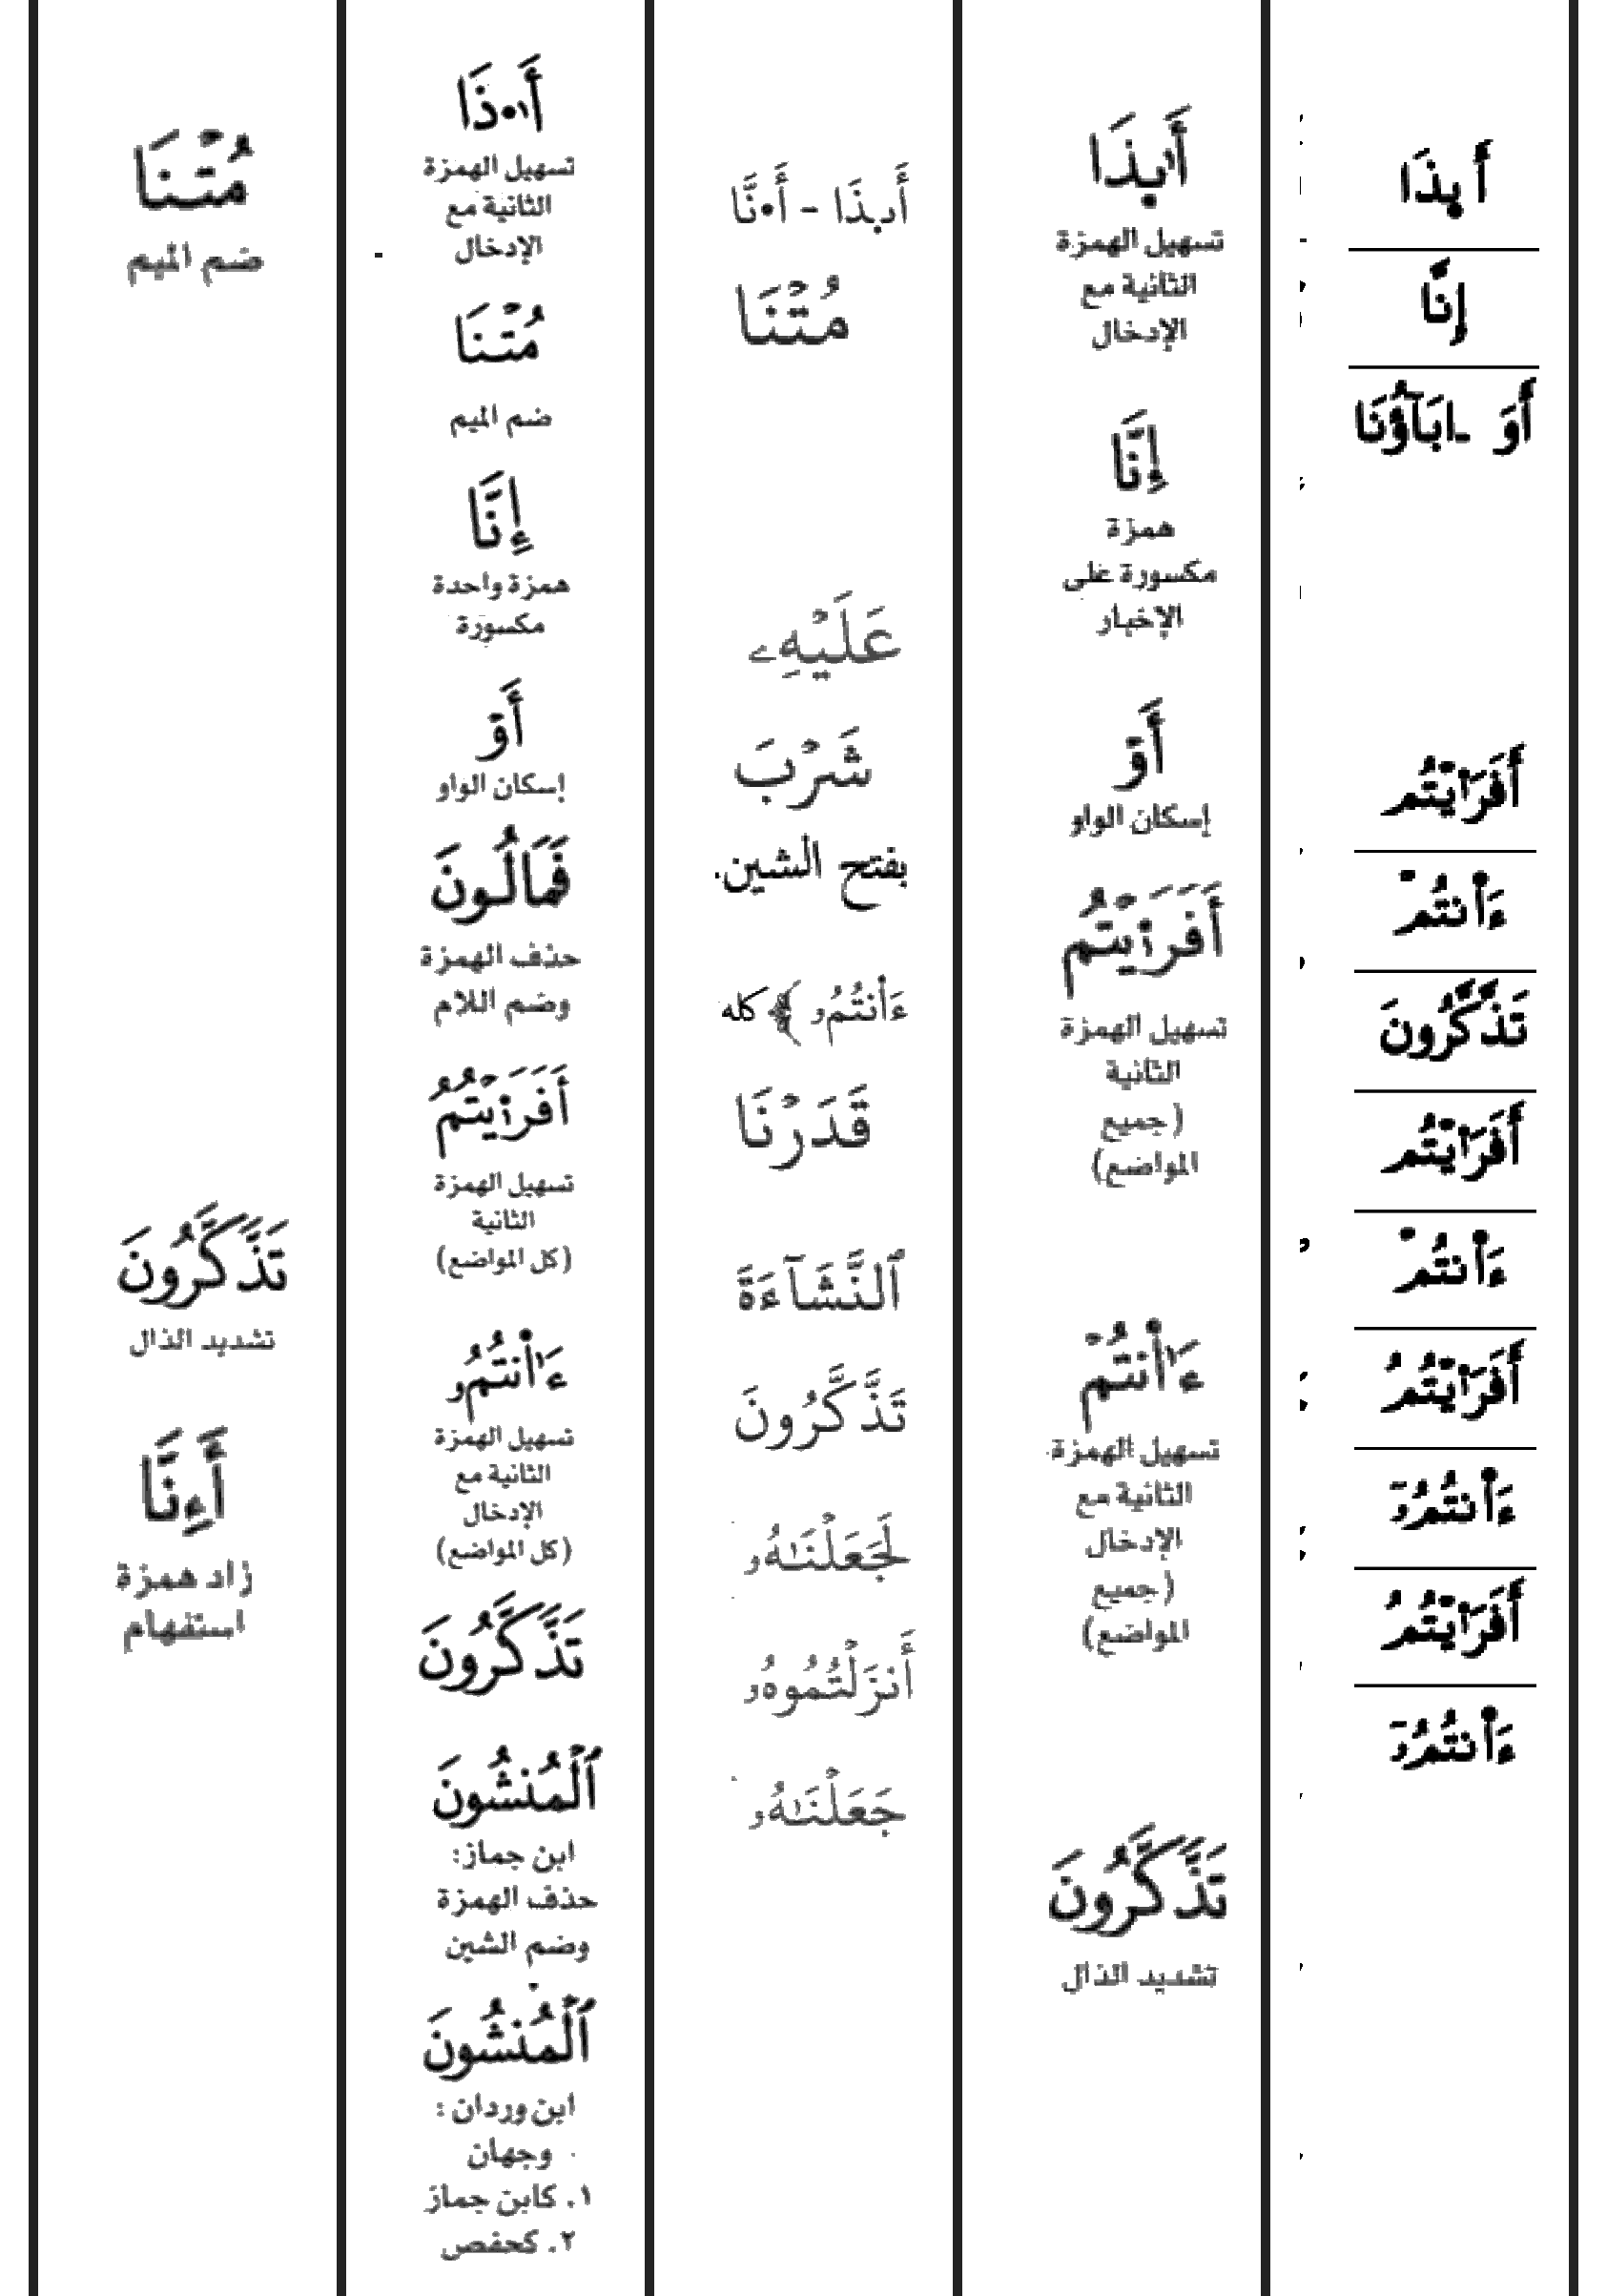 أَ ٜذَا
إِنَّا
أَوَ ءَابَآؤُنَا
أَفَرَا۬يْتُم
ءَا۬نتُمْ
تَذَّكَّرُونَ
أَفَرَا۬يْتُم
ءَا۬نتُمْ
أَفَرَا۬يْتُمُ
ءَا۬نتُمُۥٓ
أَفَرَا۬يْتُمُ
ءَا۬نتُمُۥٓ
تسهيل الهمزة
الثانية مع
الإدخال
إِنَّا
همزة
مكسورة على
الإخبار
أَوْ
إسكان الواو
تسهيل الهمزة
الثانية
(جميع
المواضع)
ءَا۬نتُمْ
تسهيل الهمزة
الثانية مع
الإدخال
(جميع
المواضع)
تَذَّكَّرُونَ
تشديد الذال
مُتْنَا
عَلَيْهِۦ
شَرْبَ
بفتح الشين.
ءَا۬نتُمُۥ ﴾ كله
قَدَرْنَا
ٱلنَّشَآءَةَ
تَذَّكَّرُونَ
لَجَعَلْنَٰهُۥ
أَنزَلْتُمُوهُۥ
جَعَلْنَٰهُۥ
تسهيل الهمزة
الثانية مع
الإدخال
مُتْنَا
ضم الميم
إِنَّا
همزة واحدة
مكسورة
أَوْ
إسكان الواو
فَمَالُونَ
حذف الهمزة
وضم اللام
تسهيل الهمزة
الثانية
(كل المواضع)
ءَا۬نتُمُۥ
تسهيل الهمزة
الثانية مع
الإدخال
(كل المواضع)
تَذَّكَّرُونَ
ٱلْمُنشُونَ
ابن جماز:
حذف الهمزة
وضم الشين
ٱلْمُنشُونَ
ابن وردان :
وجهان
١. كابن جماز
٢. كحفص
مُتْنَا
ضم الميم
تَذَّكَّرُونَ
تشديد الذال
أَءِنَّا
زاد همزة
استفهام